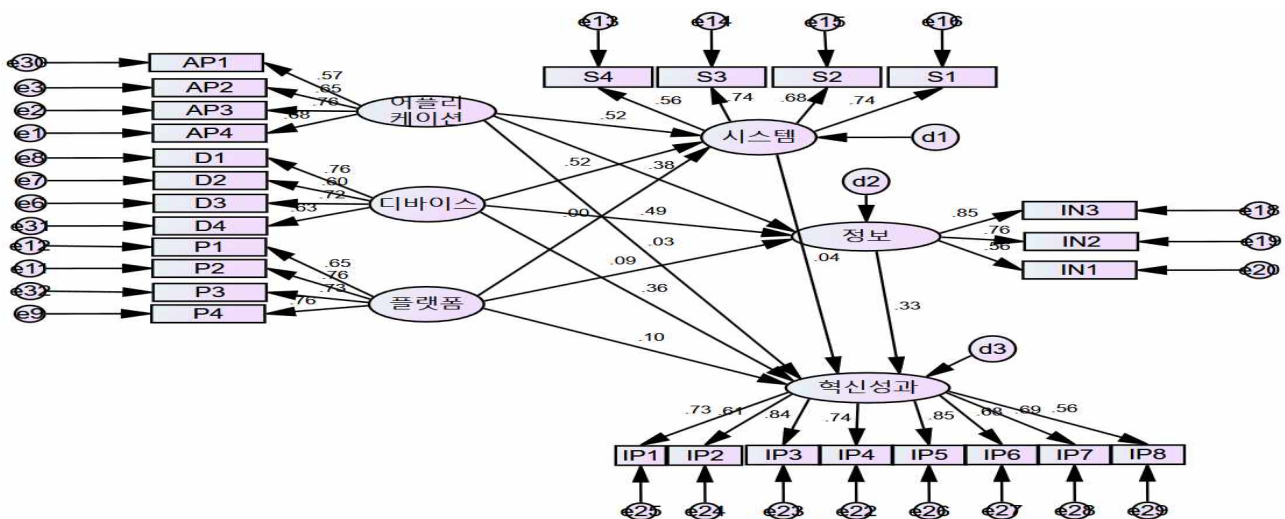 e13 e14 e15 e16
e30 AP1
S4 S3 S2 S1
.57
e3 AP2
.65
e2 AP3
.76
어플리
케이션
.56 .74 .68 .74
e1 AP4
.68
.52
시스템
d1
e8 D1
.76
.52 .38
e7 D2
.60
d2
e6 D3
.72
디바이스
.00 .49
.85 IN3 e18
e31 D4
.63
정보
.76 IN2 e19
e12 P1
.65
.03
.56 IN1 e20
e11 P2
.76
.09 .04
e32 P3
.73
.36
플랫폼
.33
e9 P4
.76
.10
d3
혁신성과
.73 .61 .84 .74 .85 .68 .69 .56
IP1 IP2 IP3 IP4 IP5 IP6 IP7 IP8
e25 e24 e23 e22 e26 e27 e28 e29